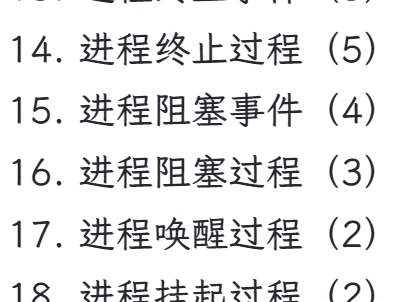 14. 进程终止过程（5）
15. 进程阻塞事件（4）
16. 进程阻塞过程（3）
17. 进程唤醒过程（2）
18. 进程挂起过程（2）